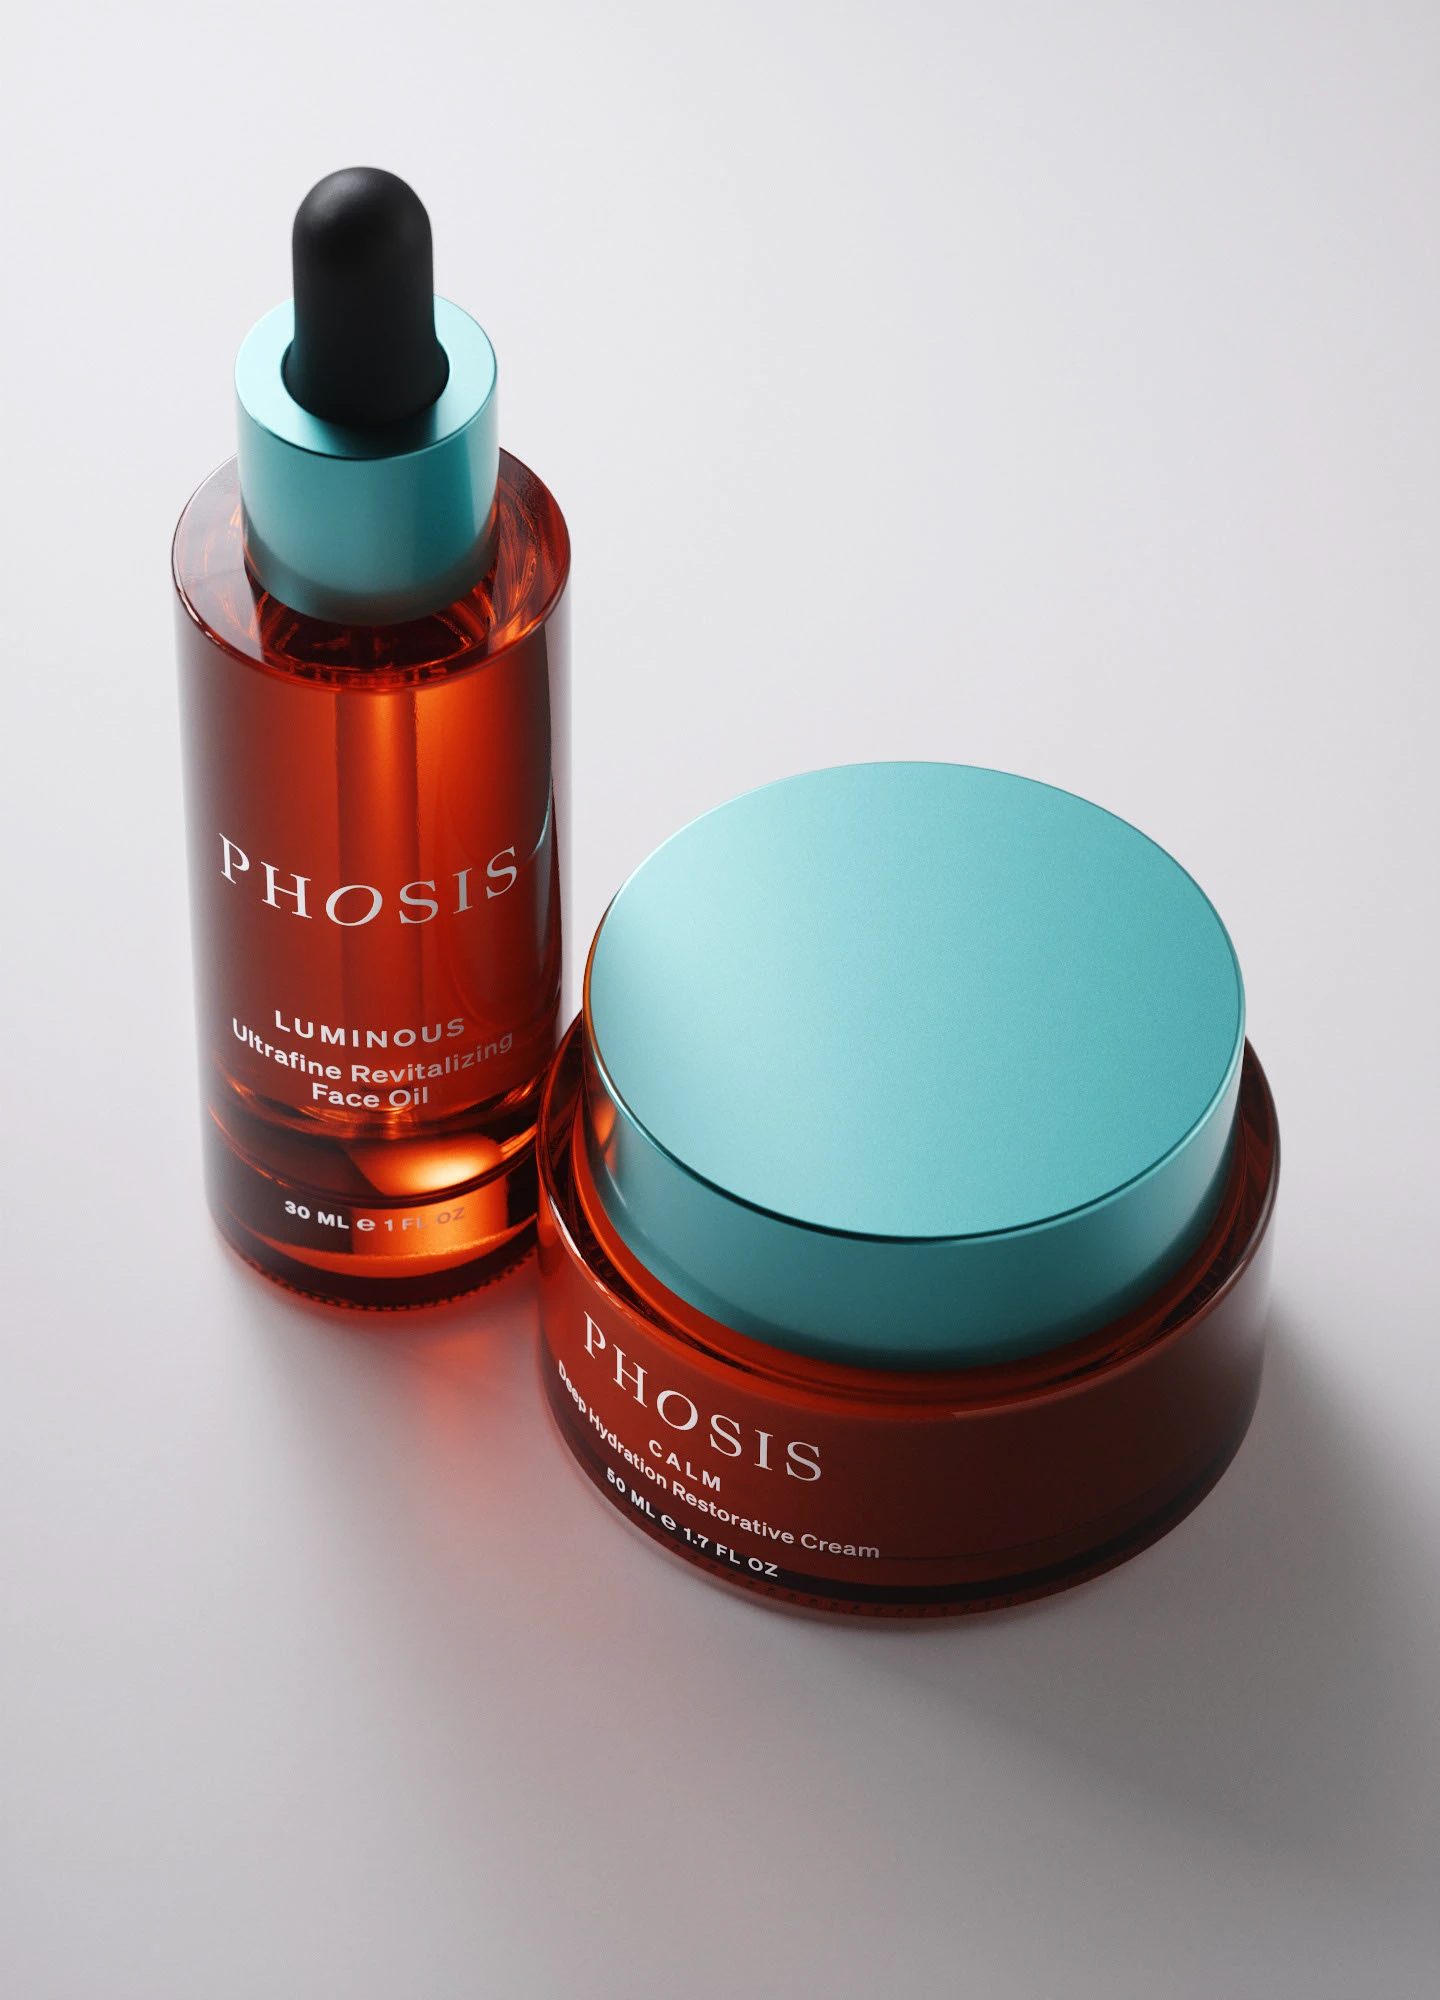 PHOSIS
LUMINOUS
Ultrafine Revitalizing
Face Oil
30 ML e 1 FL OZ
PHOSIS
CALM
Deep Hydration Restorative Cream
50 ML e 1.7 FL OZ